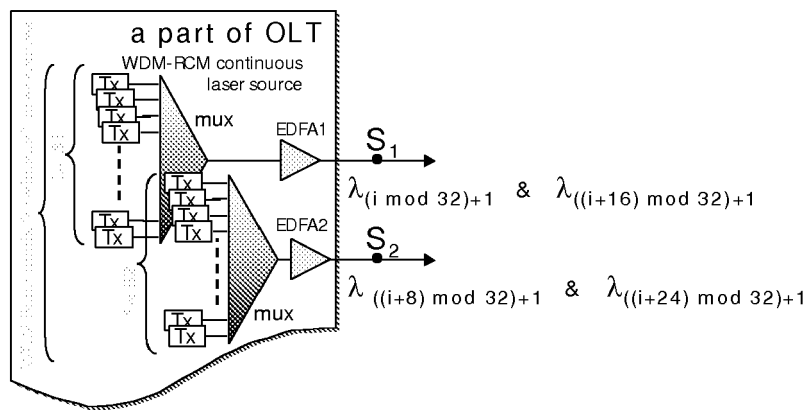 a part of OLT
WDM-RCM continuous
laser source
Tx
Tx
Tx
Tx
mux
EDFA1
S1
λ(i mod 32)+1 & λ((i+16) mod 32)+1
Tx
Tx
Tx
Tx
Tx
Tx
EDFA2
S2
λ((i+8) mod 32)+1 & λ((i+24) mod 32)+1
Tx
Tx
mux